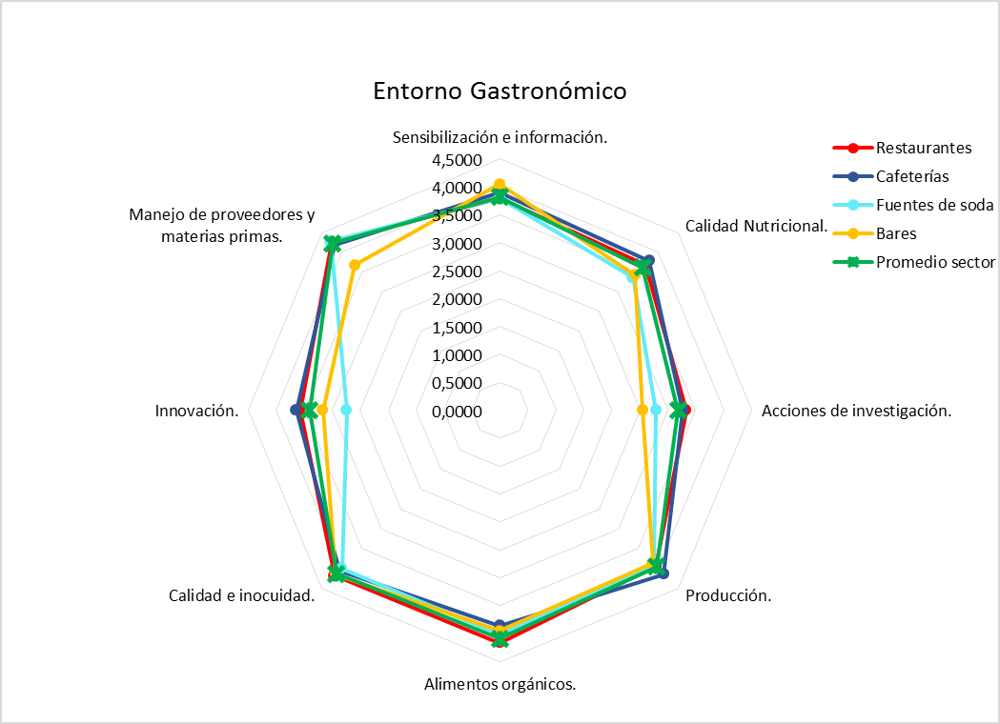 Entorno Gastronómico
Sensibilización e información.
4,5000
4,0000
3,5000
3,0000
2,5000
2,0000
1,5000
1,0000
0,5000
0,0000
Calidad Nutricional.
Acciones de investigación.
Producción.
Alimentos orgánicos.
Calidad e inocuidad.
Innovación.
Manejo de proveedores y
materias primas.
Restaurantes
Cafeterías
Fuentes de soda
Bares
Promedio sector